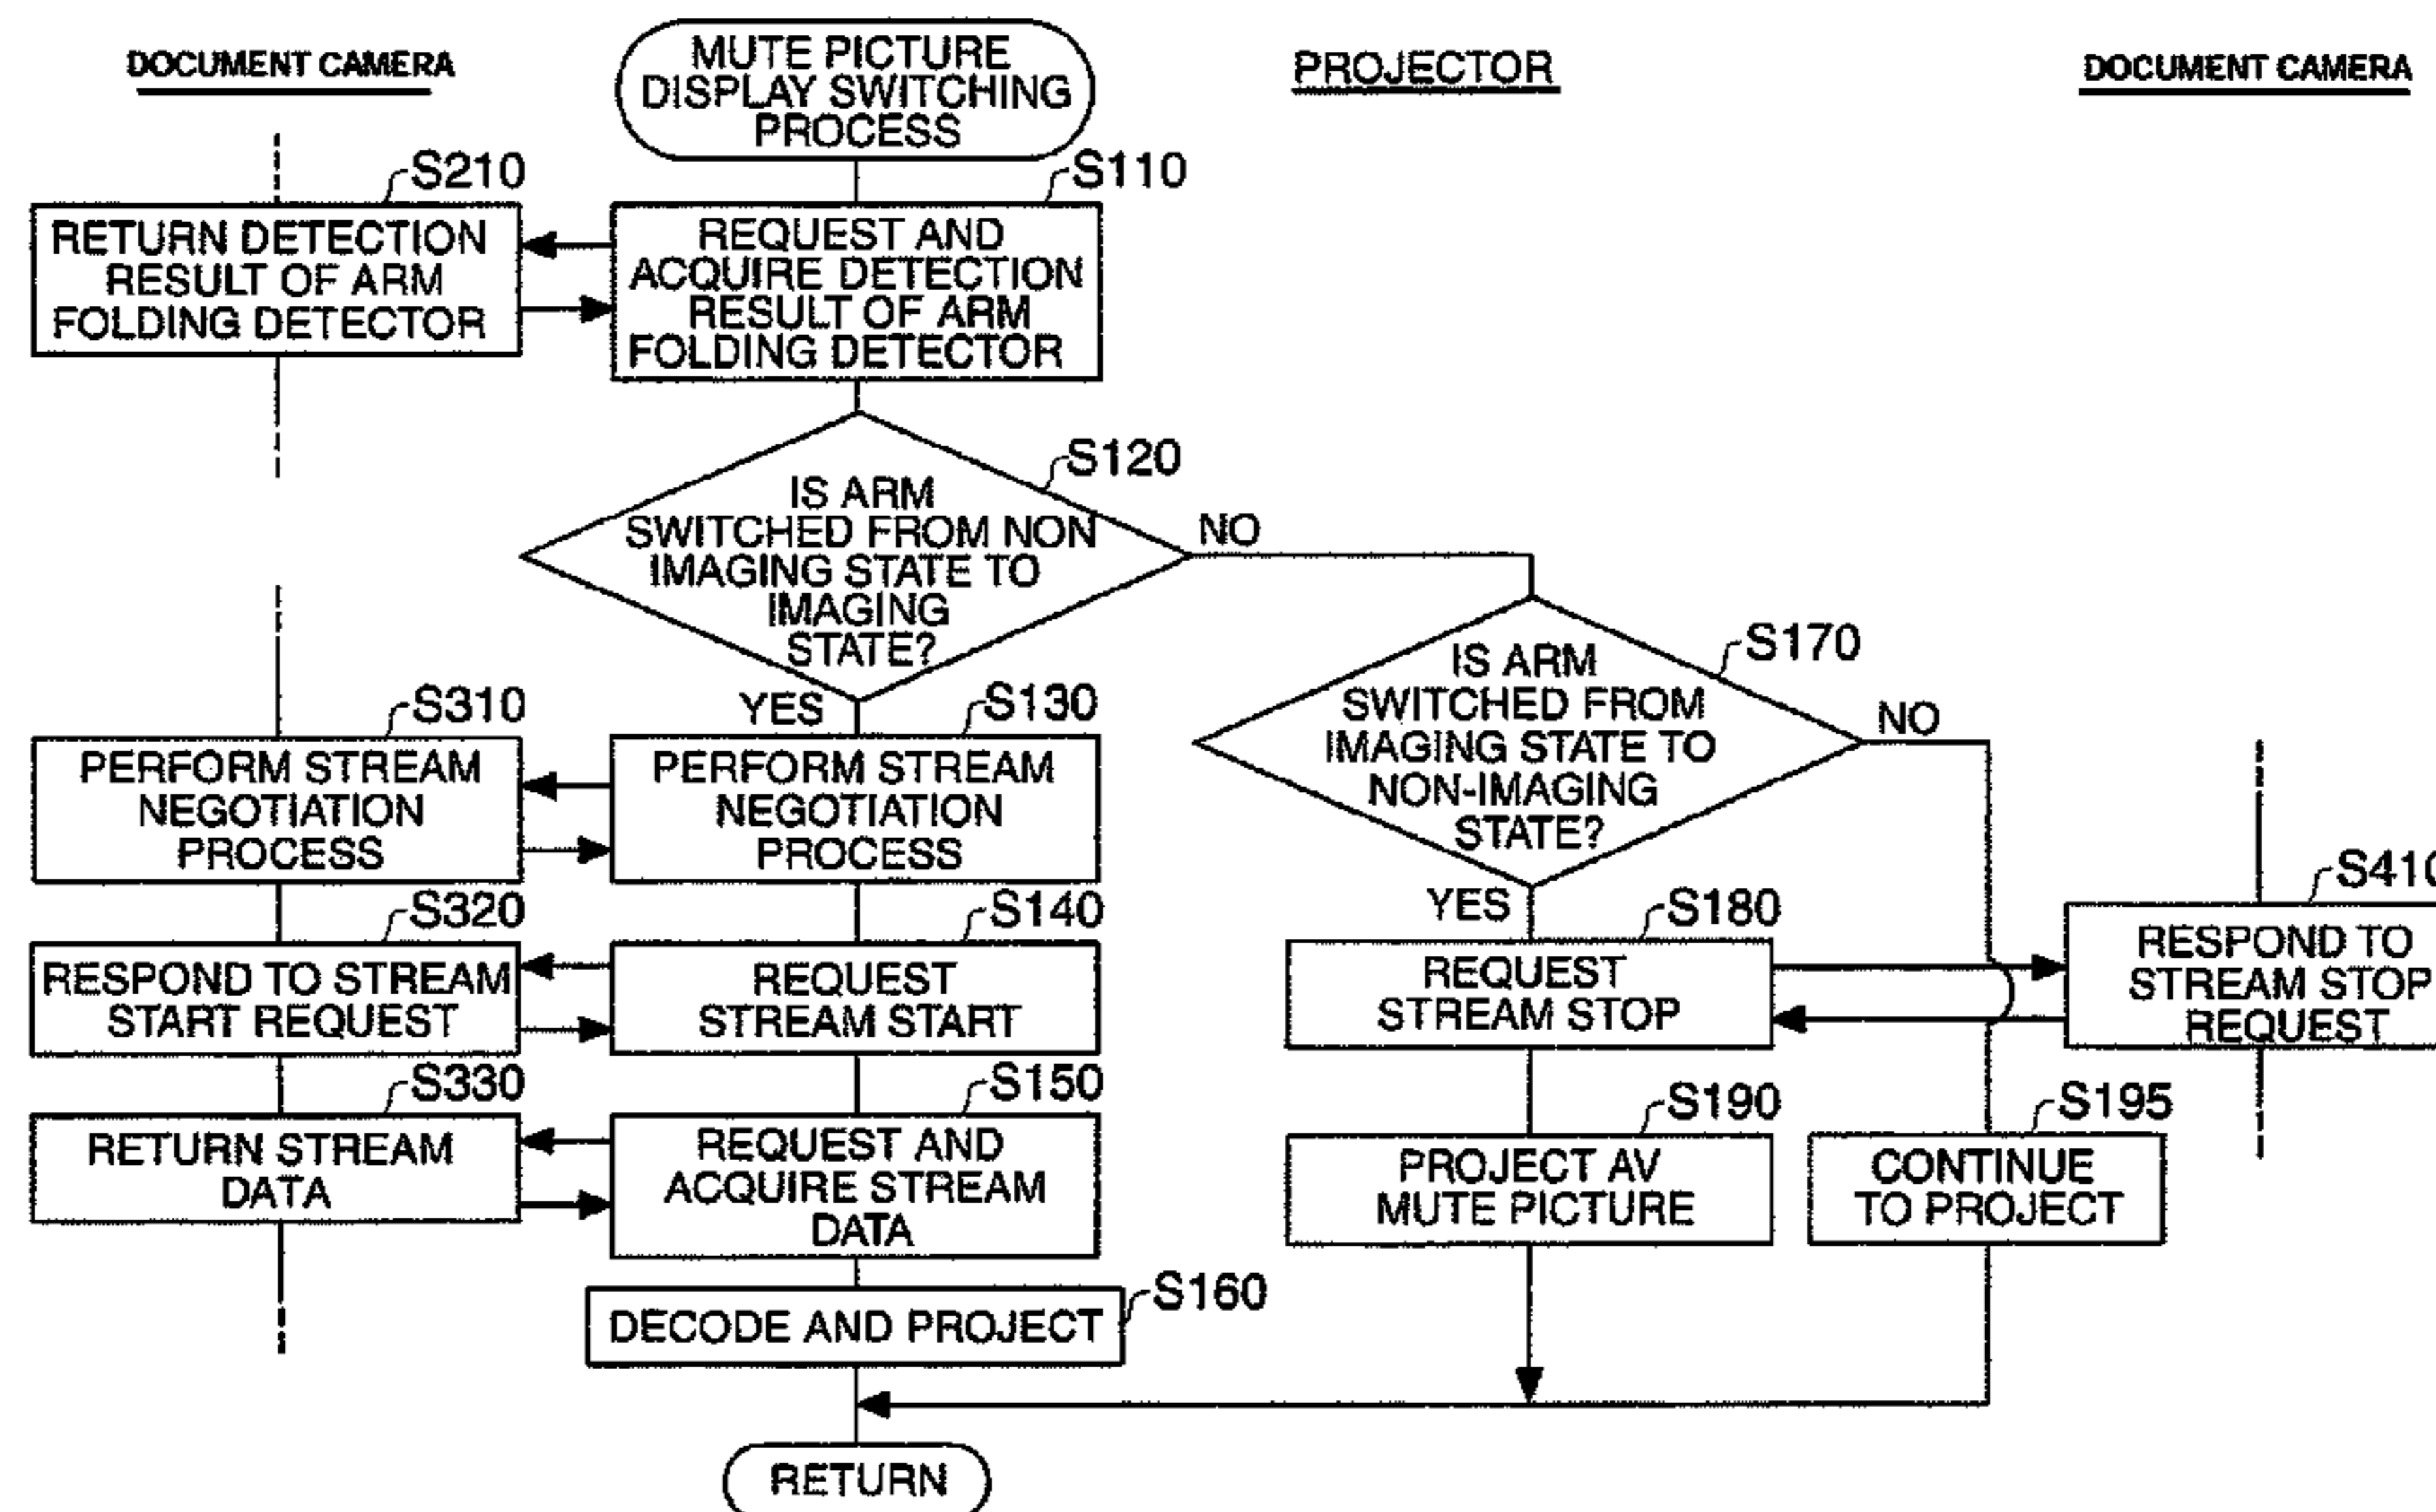 DOCUMENT CAMERA
MUTE PICTURE
DISPLAY SWITCHING
PROCESS
PROJECTOR
DOCUMENT CAMERA
S210
RETURN DETECTION
RESULT OF ARM
FOLDING DETECTOR
S110
REQUEST AND
ACQUIRE DETECTION
RESULT OF ARM
FOLDING DETECTOR
S120
IS ARM
SWITCHED FROM NON
IMAGING STATE TO
IMAGING
STATE?
NO
YES
S170
IS ARM
SWITCHED FROM
IMAGING STATE TO
NON-IMAGING
STATE?
NO
YES
S310
PERFORM STREAM
NEGOTIATION
PROCESS
S130
PERFORM STREAM
NEGOTIATION
PROCESS
S320
RESPOND TO STREAM
START REQUEST
S140
REQUEST
STREAM START
S180
REQUEST
STREAM STOP
S410
RESPOND TO
STREAM STOP
REQUEST
S330
RETURN STREAM
DATA
S150
REQUEST AND
ACQUIRE STREAM
DATA
S190
PROJECT AV
MUTE PICTURE
S195
CONTINUE
TO PROJECT
S160
DECODE AND PROJECT
RETURN